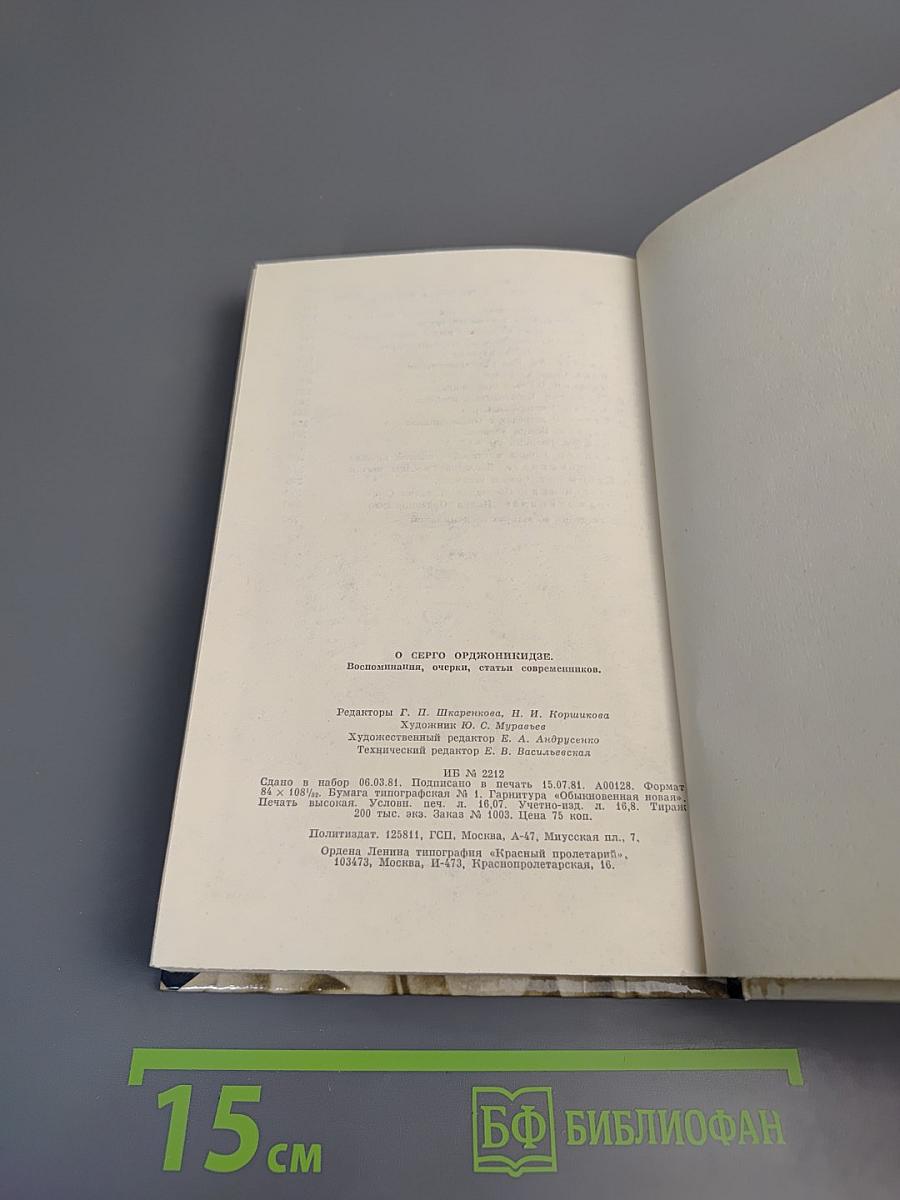 О СЕРГО ОРДЖОНИКИДЗЕ.
Воспоминания, очерки, статьи современников.
Редакторы Г. П. Шкаренкова, Н. И. Коршикова
Художник Ю. С. Муравьев
Художественный редактор Е. А. Андрусенко
Технический редактор Е. В. Васильевская
ИБ № 2212
Сдано в набор 06.03.81. Подписано в печать 15.07.81. А00128. Формат
84 × 108¹/₃₂. Бумага типографская № 1. Гарнитура «Обыкновенная новая».
Печать высокая. Условн. печ. л. 16,07. Учетно-изд. л. 16,8. Тираж
200 тыс. экз. Заказ № 1003. Цена 75 коп.
Политиздат. 125811, ГСП, Москва, А-47, Миусская пл., 7.
Ордена Ленина типография «Красный пролетарий».
103473, Москва, И-473, Краснопролетарская, 16.
15 см
БФ БИБЛИОФАН